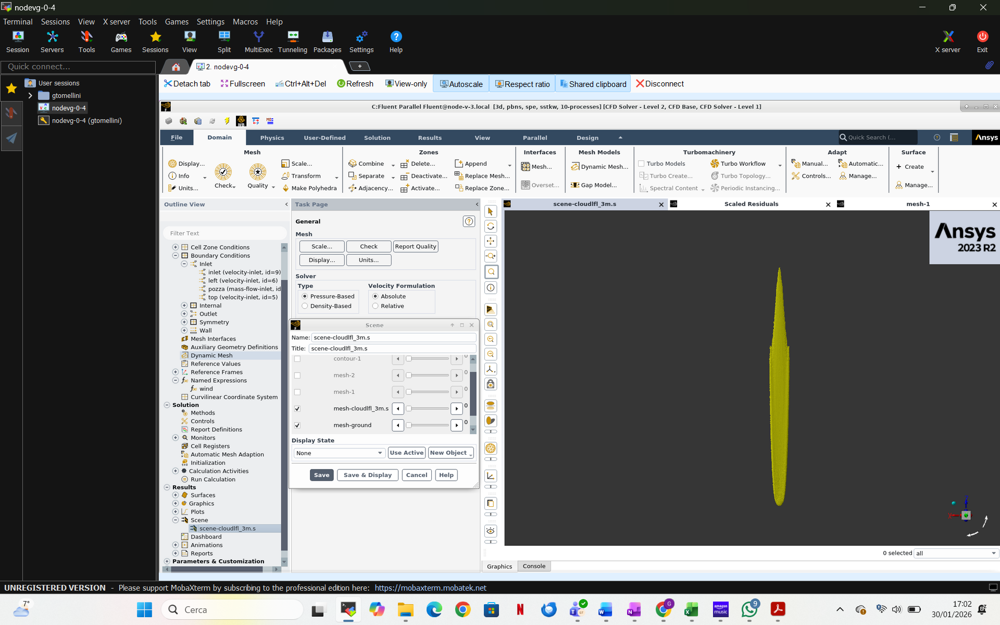 nodevg-0-4
Terminal Sessions View X server Tools Games Settings Macros Help
Session Servers Tools Games Sessions View Split MultiExec Tunneling Packages Settings Help X server Exit
Quick connect...
2. nodevg-0-4
User sessions
gtomellini
nodevg-0-4
nodevg-0-4 (gtomellini)
Detach tab Fullscreen Ctrl+Alt+Del Refresh View-only Autoscale Respect ratio Shared clipboard Disconnect
C:Fluent Parallel Fluent@node-v-3.local [3d, pbns, spe, sstkw, 10-processes] [CFD Solver - Level 2, CFD Base, CFD Solver - Level 1]
File Domain Physics User-Defined Solution Results View Parallel Design Quick Search (... Ansys
Mesh Zones Interfaces Mesh Models Turbomachinery Adapt Surface
Display... Scale... Combine Delete... Append Mesh... Dynamic Mesh... Turbo Models Turbo Workflow Manual... Automatic... Create
Info Check Quality Transform Separate Deactivate... Replace Mesh... Turbo Create... Turbo Topology... Controls... Manage...
Units... Make Polyhedra Adjacency... Activate... Replace Zone... Overset... Gap Model... Spectral Content Periodic Instancing... Manage...
Outline View
Filter Text
Cell Zone Conditions
Boundary Conditions
Inlet
inlet (velocity-inlet, id=9)
left (velocity-inlet, id=6)
pozza (mass-flow-inlet, id
top (velocity-inlet, id=5)
Internal
Outlet
Symmetry
Wall
Mesh Interfaces
Auxiliary Geometry Definitions
Dynamic Mesh
Reference Values
Reference Frames
Named Expressions
wind
Curvilinear Coordinate System
Solution
Methods
Controls
Report Definitions
Monitors
Cell Registers
Automatic Mesh Adaption
Initialization
Calculation Activities
Run Calculation
Results
Surfaces
Graphics
Plots
Scene
scene-cloudlfl_3m.s
Dashboard
Animations
Reports
Parameters & Customization
Task Page
General
Mesh
Scale... Check Report Quality
Display... Units...
Solver
Type Velocity Formulation
Pressure-Based Absolute
Density-Based Relative
Scene
Name: scene-cloudlfl_3m.s
Title: scene-cloudlfl_3m.s
contour-1 0
mesh-2 0
mesh-1 0
mesh-cloudlfl_3m.s 0
mesh-ground 0
Display State
None Use Active New Object
Save Save & Display Cancel Help
scene-cloudlfl_3m.s Scaled Residuals mesh-1
Ansys
2023 R2
0 selected all
Graphics Console
UNREGISTERED VERSION - Please support MobaXterm by subscribing to the professional edition here: https://mobaxterm.mobatek.net
7°
Cerca
9
17:02
30/01/2026